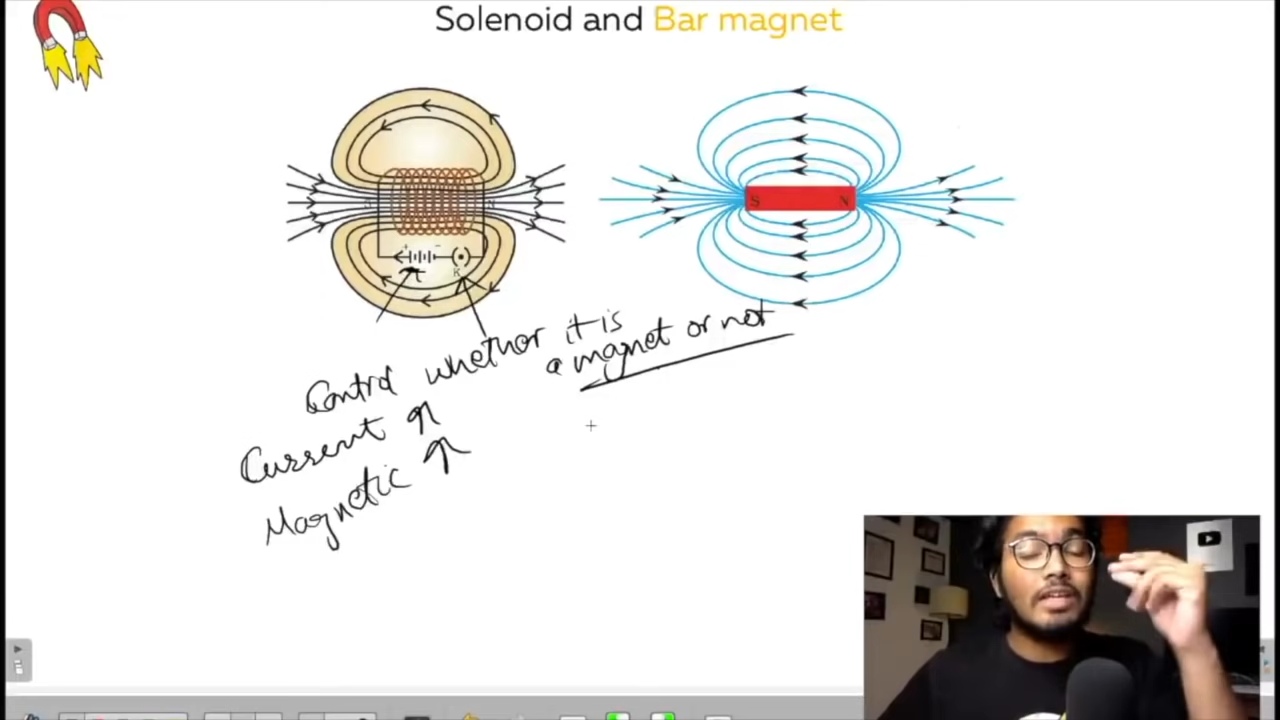 Solenoid and Bar magnet
S N
+ -
K
S N
Control whether it is
a magnet or not
Current ↑
Magnetic ↑